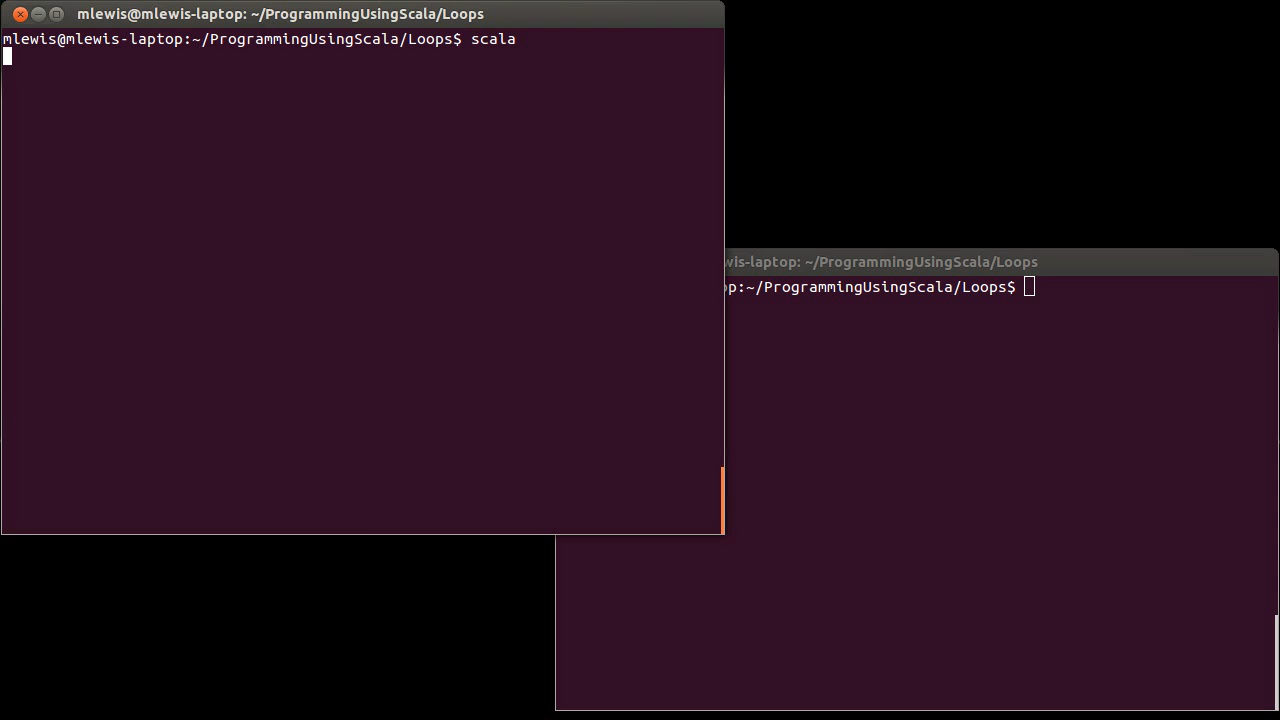 mlewis@mlewis-laptop: ~/ProgrammingUsingScala/Loops
mlewis@mlewis-laptop:~/ProgrammingUsingScala/Loops$ scala
wis-laptop: ~/ProgrammingUsingScala/Loops
op:~/ProgrammingUsingScala/Loops$